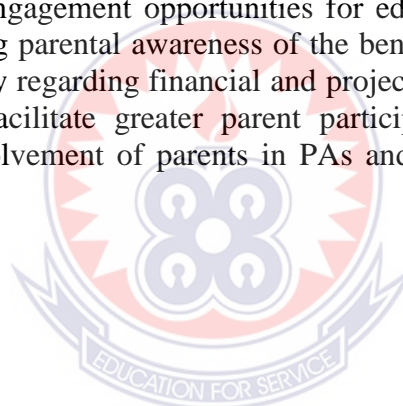 ngagement opportunities for ed
g parental awareness of the ben
y regarding financial and projec
acilitate greater parent partici
olvement of parents in PAs and
EDUCATION FOR SERVICE